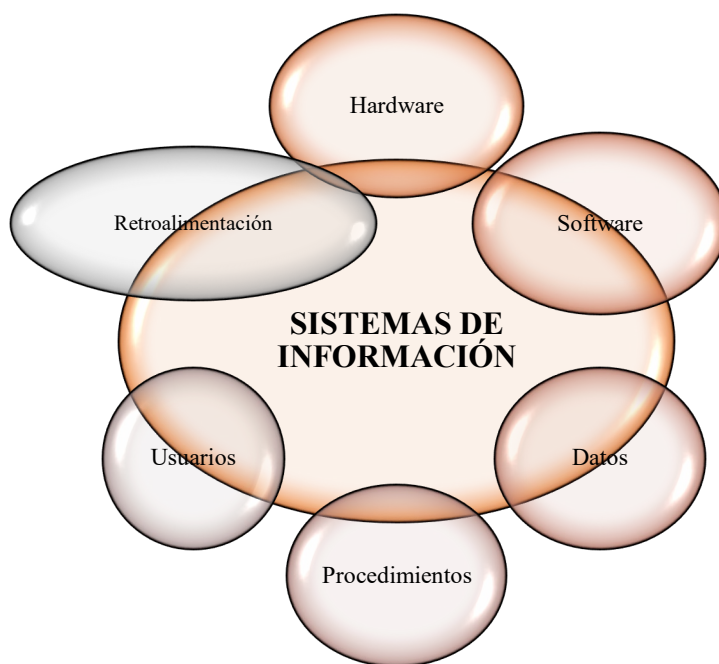 Hardware
Retroalimentación
Software
SISTEMAS DE
INFORMACIÓN
Usuarios
Datos
Procedimientos